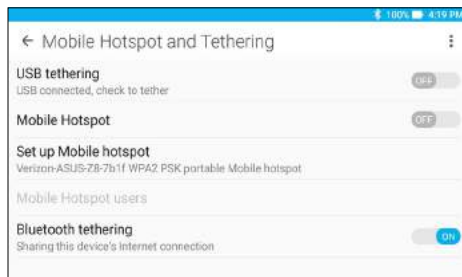 100% 4:19 PM
Mobile Hotspot and Tethering
USB tethering
USB connected, check to tether
OFF
Mobile Hotspot
OFF
Set up Mobile hotspot
Verizon-ASUS-Z8-7b1f WPA2 PSK portable Mobile hotspot
Mobile Hotspot users
Bluetooth tethering
Sharing this device's Internet connection
ON